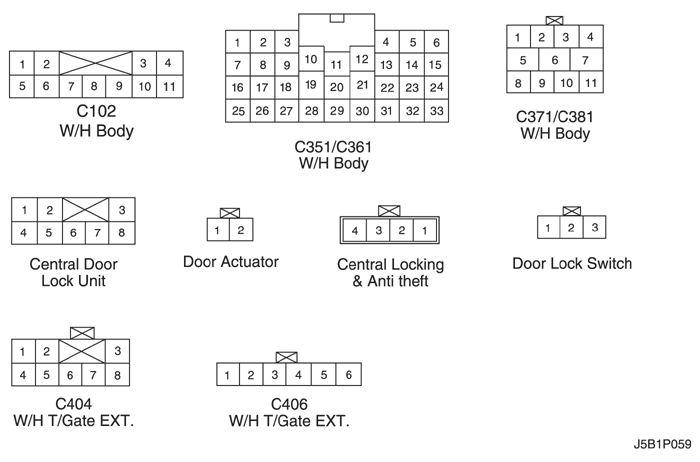 1 2 3 4
5 6 7 8 9 10 11
C102
W/H Body
1 2 3 4 5 6
7 8 9 10 11 12 13 14 15
16 17 18 19 20 21 22 23 24
25 26 27 28 29 30 31 32 33
C351/C361
W/H Body
1 2 3 4
5 6 7
8 9 10 11
C371/C381
W/H Body
1 2 3
4 5 6 7 8
Central Door
Lock Unit
1 2
Door Actuator
4 3 2 1
Central Locking
& Anti theft
1 2 3
Door Lock Switch
1 2 3
4 5 6 7 8
C404
W/H T/Gate EXT.
1 2 3 4 5 6
C406
W/H T/Gate EXT.
J5B1P059